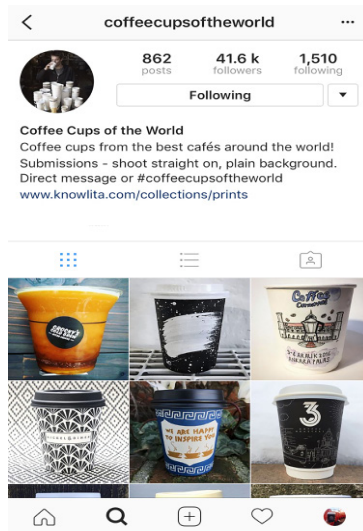 coffeecupsoftheworld
862 41.6 k 1,510
posts followers following
Following
Coffee Cups of the World
Coffee cups from the best cafés around the world!
Submissions - shoot straight on, plain background.
Direct message or #coffeecupsoftheworld
www.knowlita.com/collections/prints
Coffee
WE ARE HAPPY
TO INSPIRE YOU
3